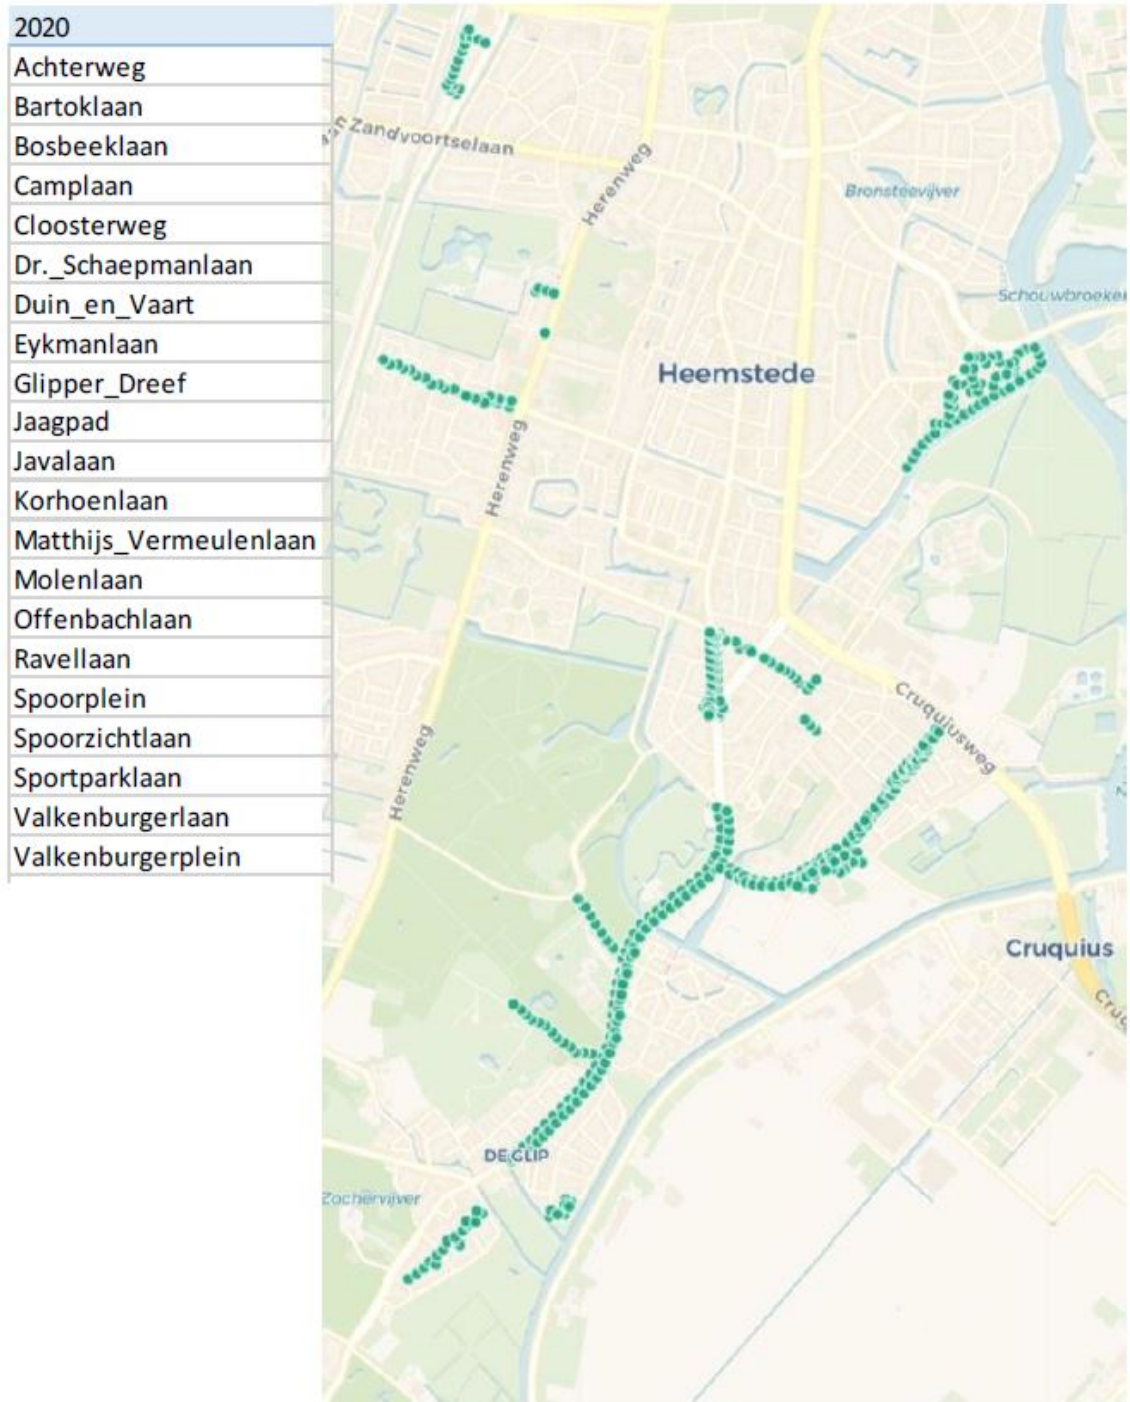 2020
Achterweg
Bartoklaan
Bosbeeklaan
Camplaan
Cloosterweg
Dr._Schaepmanlaan
Duin_en_Vaart
Eykmanlaan
Glipper_Dreef
Jaagpad
Javalaan
Korhoenlaan
Matthijs_Vermeulenlaan
Molenlaan
Offenbachlaan
Ravellaan
Spoorplein
Spoorzichtlaan
Sportparklaan
Valkenburgerlaan
Valkenburgerplein
Zandvoortselaan
Herenweg
Bronsteevijver
Schouwbroeker
Heemstede
Herenweg
Cruquiusweg
Herenweg
Cruquius
DE GLIP
Zochervijver